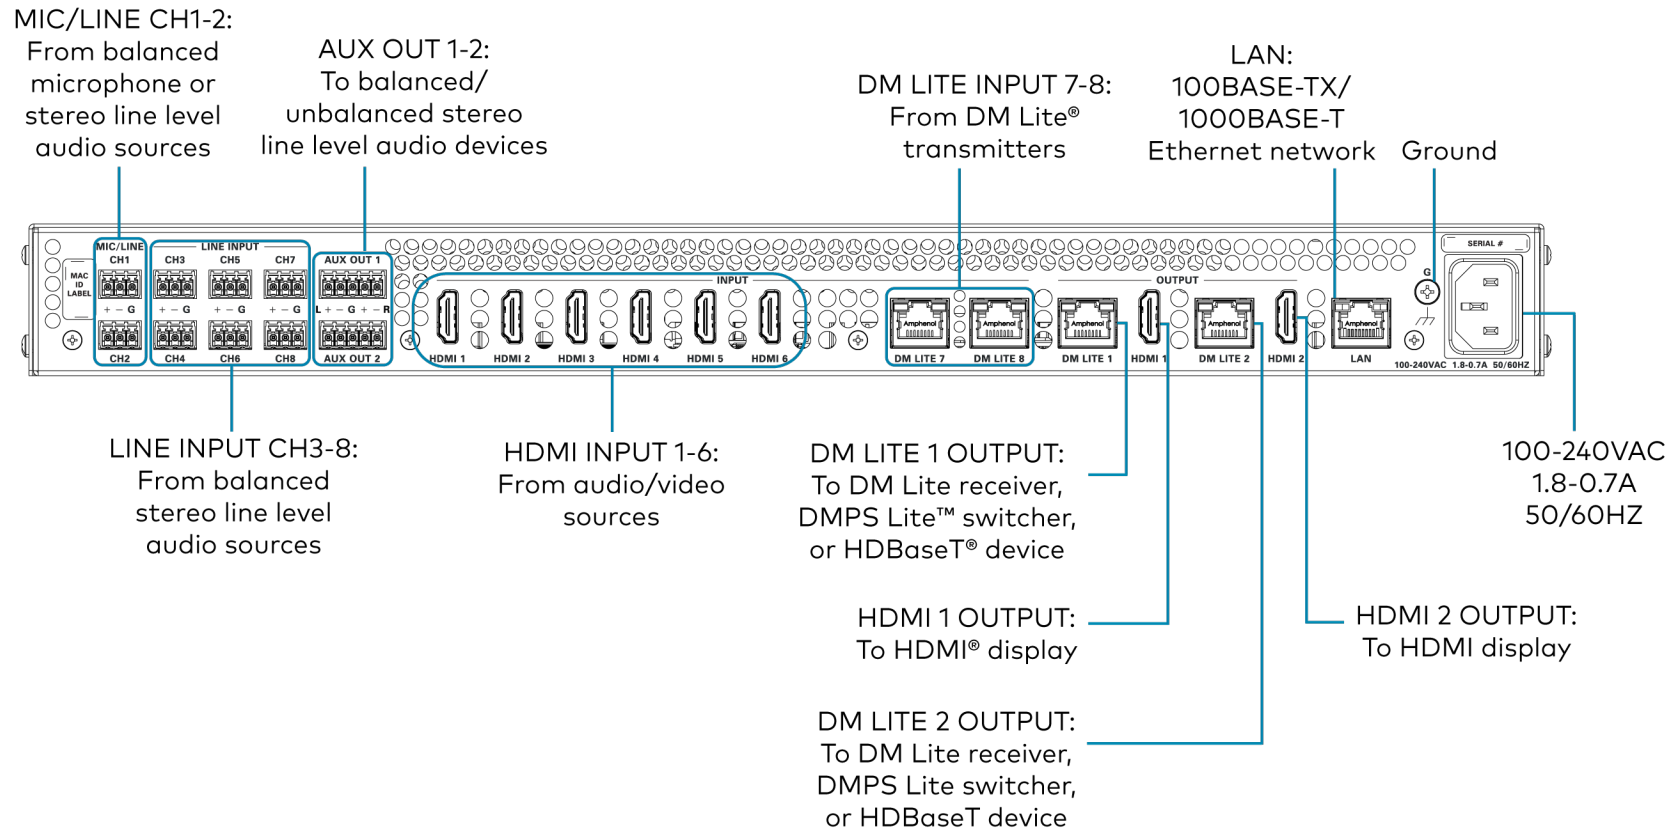 MIC/LINE CH1-2:
From balanced
microphone or
stereo line level
audio sources
AUX OUT 1-2:
To balanced/
unbalanced stereo
line level audio devices
DM LITE INPUT 7-8:
From DM Lite®
transmitters
LAN:
100BASE-TX/
1000BASE-T
Ethernet network
Ground
MAC
ID
LABEL
MIC/LINE
CH1
+ – G
CH2
LINE INPUT
CH3
CH5
CH7
+ – G
+ – G
+ – G
CH4
CH6
CH8
AUX OUT 1
L + – G + – R
AUX OUT 2
INPUT
HDMI 1
HDMI 2
HDMI 3
HDMI 4
HDMI 5
HDMI 6
Amphenol
DM LITE 7
Amphenol
DM LITE 8
OUTPUT
Amphenol
DM LITE 1
HDMI 1
Amphenol
DM LITE 2
HDMI 2
Amphenol
LAN
G
SERIAL #
100-240VAC 1.8-0.7A 50/60HZ
LINE INPUT CH3-8:
From balanced
stereo line level
audio sources
HDMI INPUT 1-6:
From audio/video
sources
DM LITE 1 OUTPUT:
To DM Lite receiver,
DMPS Lite™ switcher,
or HDBaseT® device
100-240VAC
1.8-0.7A
50/60HZ
HDMI 1 OUTPUT:
To HDMI® display
HDMI 2 OUTPUT:
To HDMI display
DM LITE 2 OUTPUT:
To DM Lite receiver,
DMPS Lite switcher,
or HDBaseT device